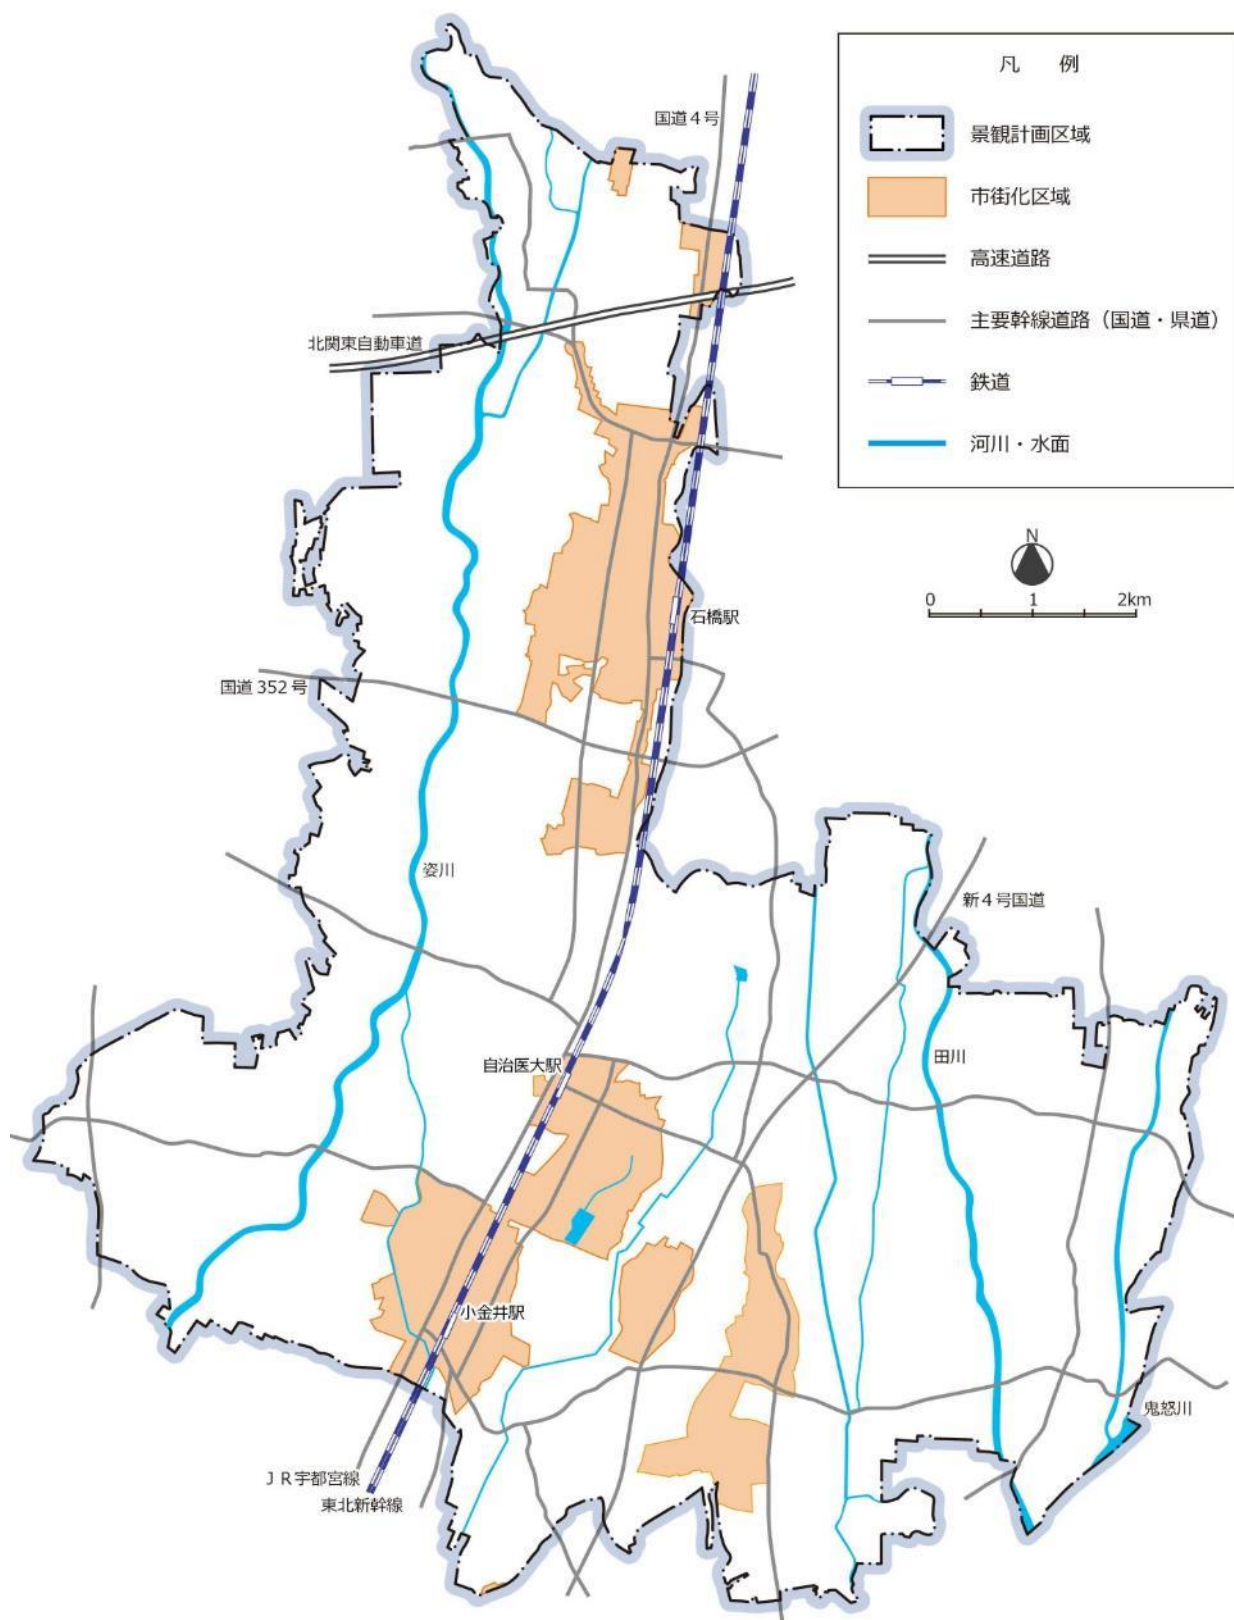 凡 例
景観計画区域
市街化区域
高速道路
主要幹線道路（国道・県道）
鉄道
河川・水面
N
0 1 2km
国道４号
北関東自動車道
石橋駅
国道 352 号
姿川
新４号国道
自治医大駅
田川
小金井駅
鬼怒川
ＪＲ宇都宮線
東北新幹線